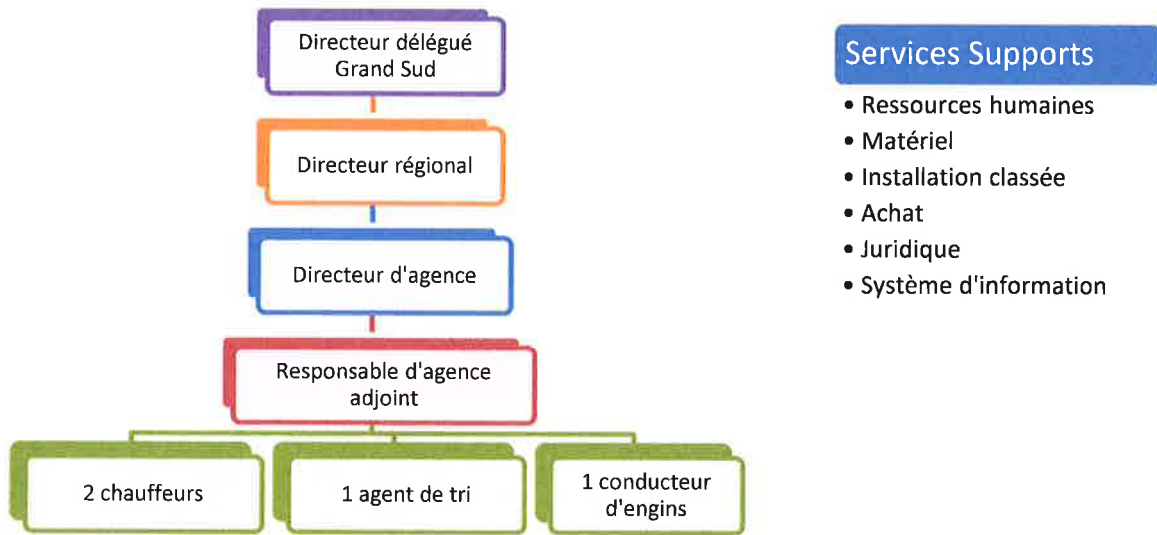 Directeur délégué
Grand Sud
Directeur régional
Directeur d'agence
Responsable d'agence
adjoint
2 chauffeurs
1 agent de tri
1 conducteur
d'engins
Services Supports
• Ressources humaines
• Matériel
• Installation classée
• Achat
• Juridique
• Système d'information